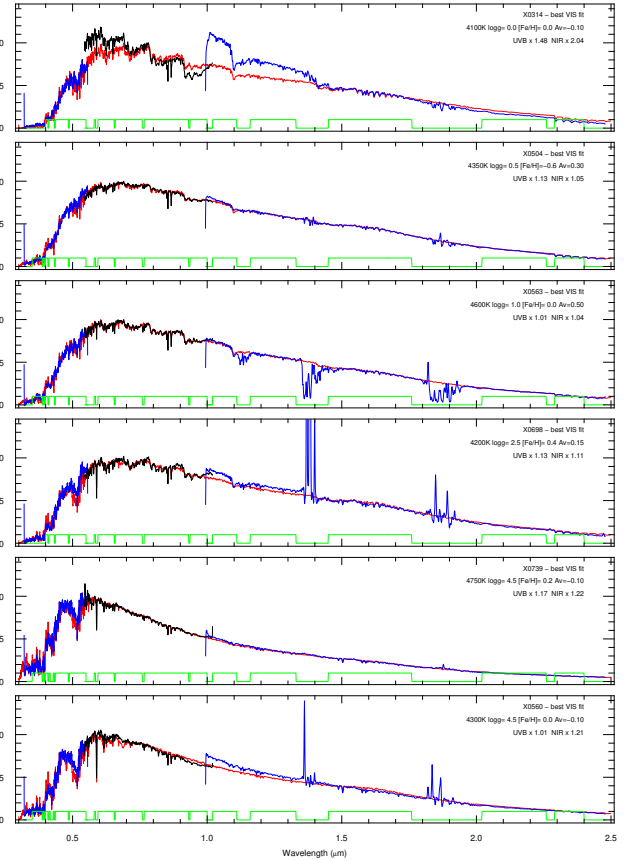 X0314 − best VIS fit
4100K logg= 0.0 [Fe/H]= 0.0 Av=−0.10
UVB x 1.48 NIR x 2.04
X0504 − best VIS fit
4350K logg= 0.5 [Fe/H]=−0.6 Av=0.30
UVB x 1.13 NIR x 1.05
X0563 − best VIS fit
4600K logg= 1.0 [Fe/H]= 0.0 Av=0.50
UVB x 1.01 NIR x 1.04
X0698 − best VIS fit
4200K logg= 2.5 [Fe/H]= 0.4 Av=0.15
UVB x 1.13 NIR x 1.11
X0739 − best VIS fit
4750K logg= 4.5 [Fe/H]= 0.2 Av=−0.10
UVB x 1.17 NIR x 1.22
X0560 − best VIS fit
4300K logg= 4.5 [Fe/H]= 0.0 Av=−0.10
UVB x 1.01 NIR x 1.21
0.5 1.0 1.5 2.0 2.5
Wavelength (μm)